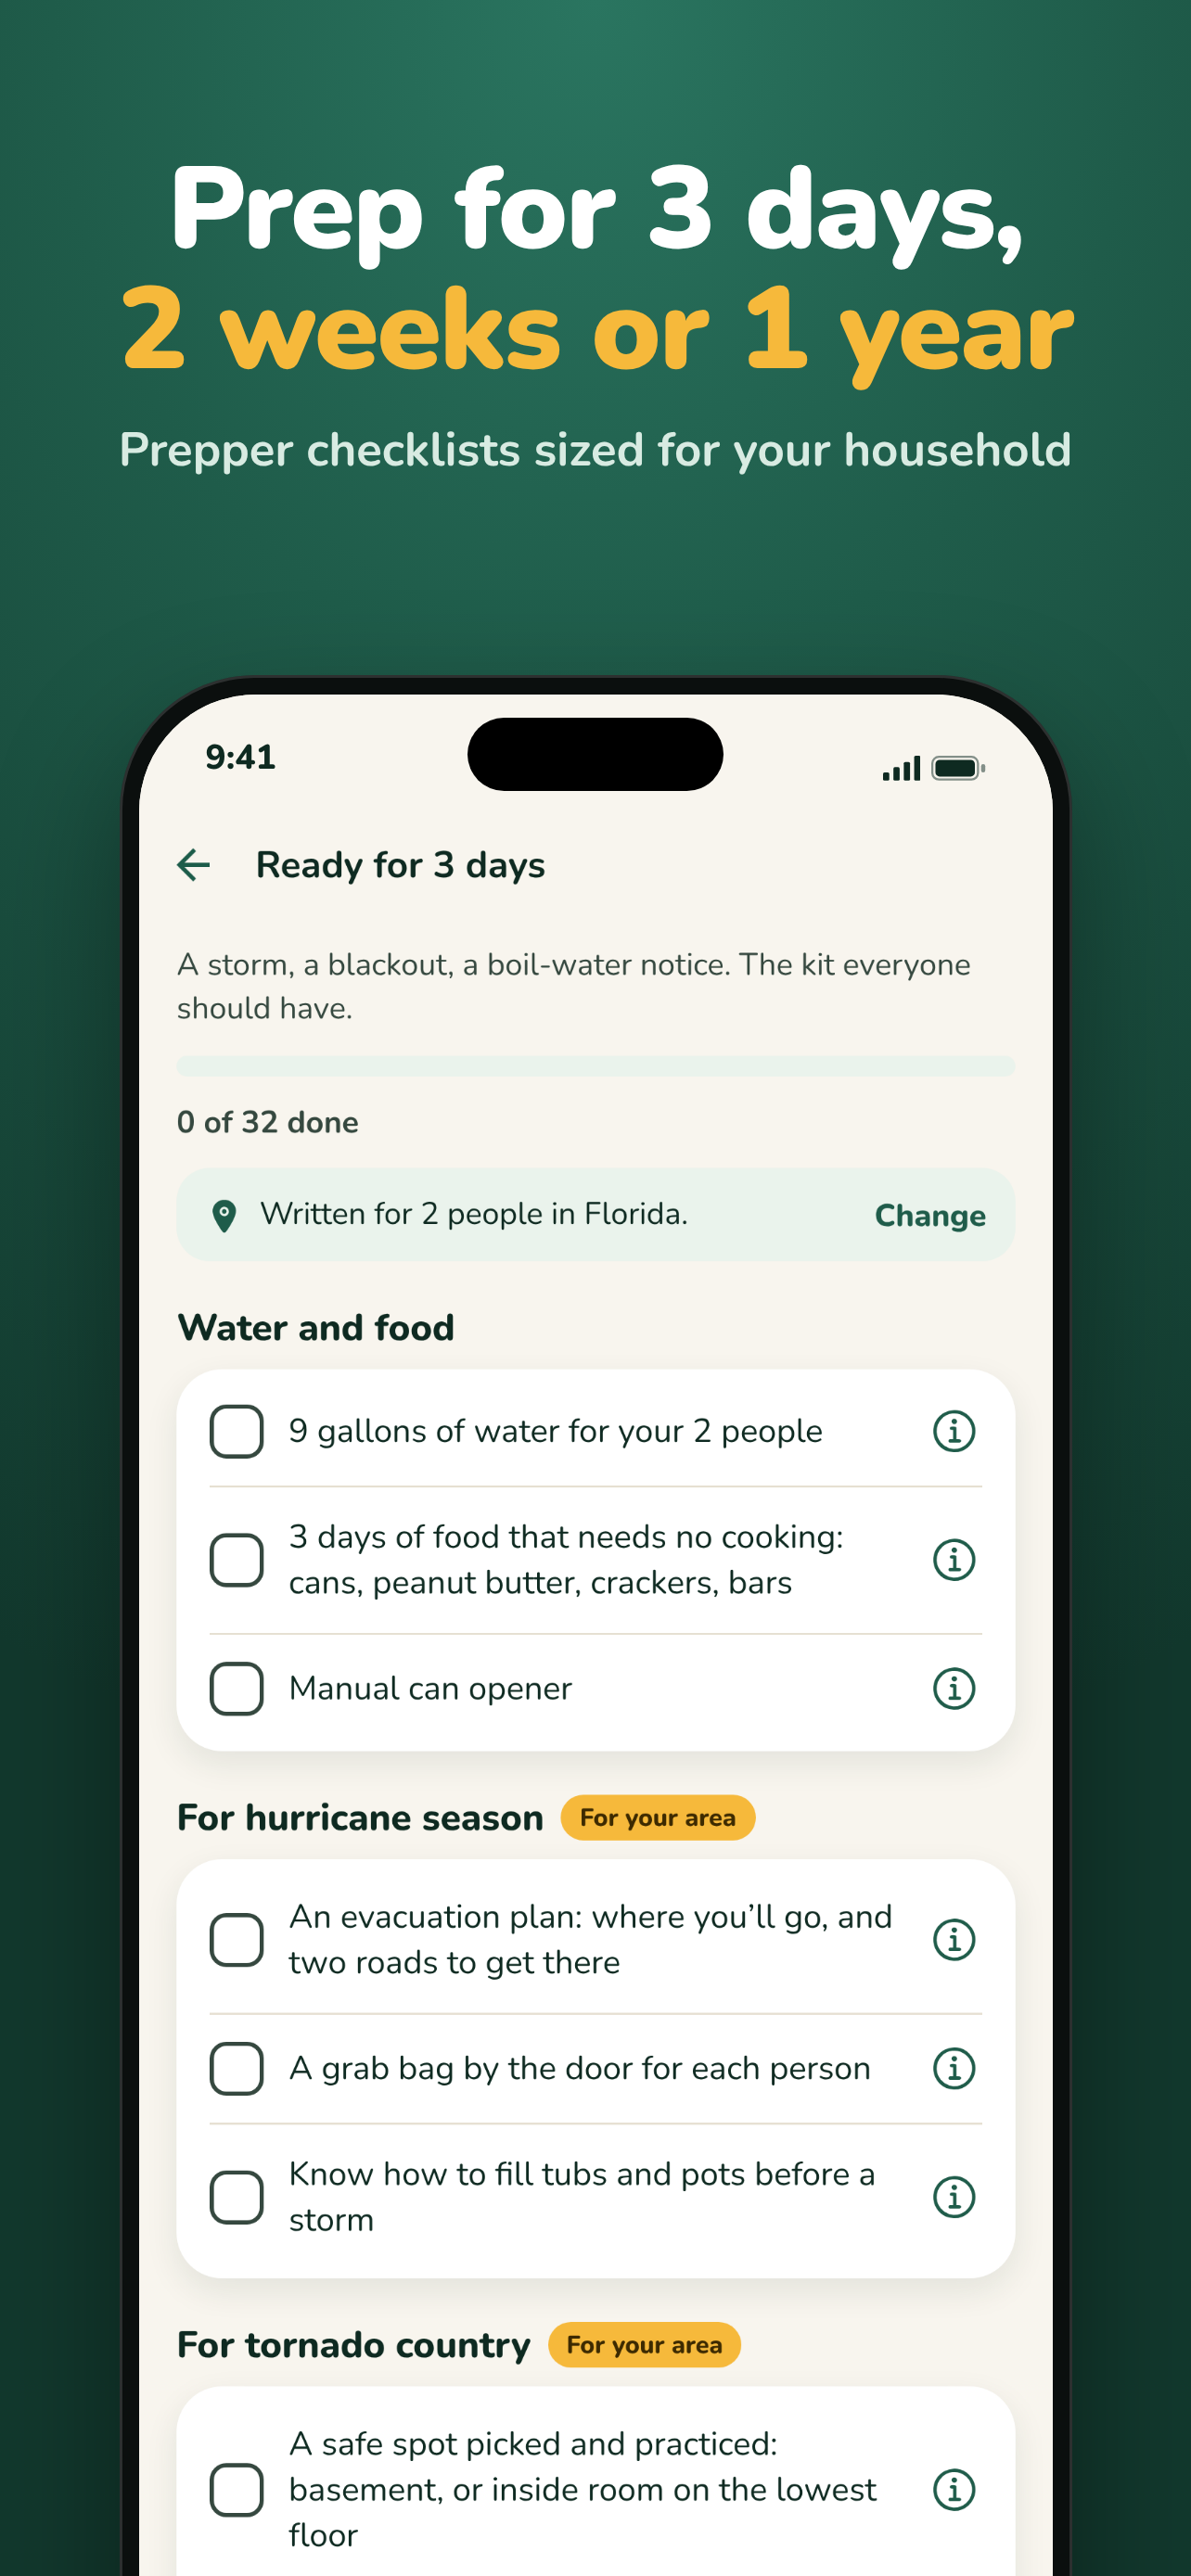 Prep for 3 days,
2 weeks or 1 year
Prepper checklists sized for your household
9:41
Ready for 3 days
A storm, a blackout, a boil-water notice. The kit everyone
should have.
0 of 32 done
Written for 2 people in Florida.
Change
Water and food
9 gallons of water for your 2 people
3 days of food that needs no cooking:
cans, peanut butter, crackers, bars
Manual can opener
For hurricane season
For your area
An evacuation plan: where you’ll go, and
two roads to get there
A grab bag by the door for each person
Know how to fill tubs and pots before a
storm
For tornado country
For your area
A safe spot picked and practiced:
basement, or inside room on the lowest
floor